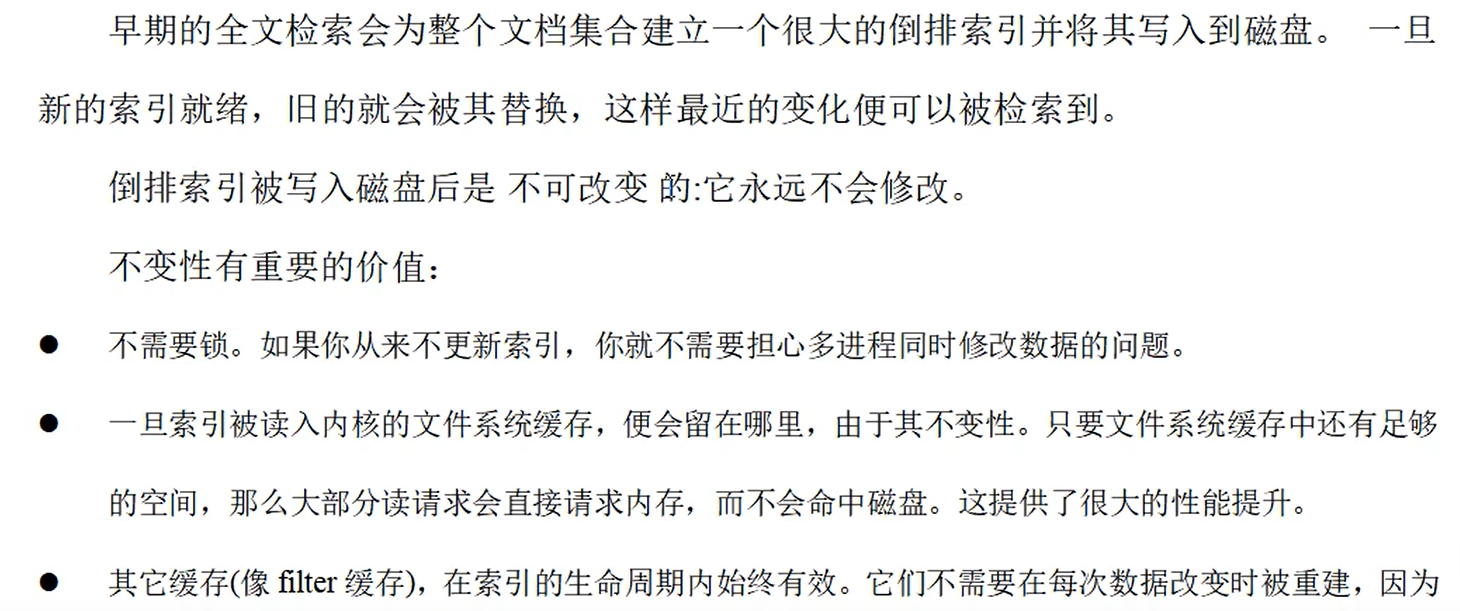 早期的全文检索会为整个文档集合建立一个很大的倒排索引并将其写入到磁盘。 一旦
新的索引就绪，旧的就会被其替换，这样最近的变化便可以被检索到。
倒排索引被写入磁盘后是 不可改变 的:它永远不会修改。
不变性有重要的价值：
● 不需要锁。如果你从来不更新索引，你就不需要担心多进程同时修改数据的问题。
● 一旦索引被读入内核的文件系统缓存，便会留在哪里，由于其不变性。只要文件系统缓存中还有足够
的空间，那么大部分读请求会直接请求内存，而不会命中磁盘。这提供了很大的性能提升。
● 其它缓存(像 filter 缓存)，在索引的生命周期内始终有效。它们不需要在每次数据改变时被重建，因为